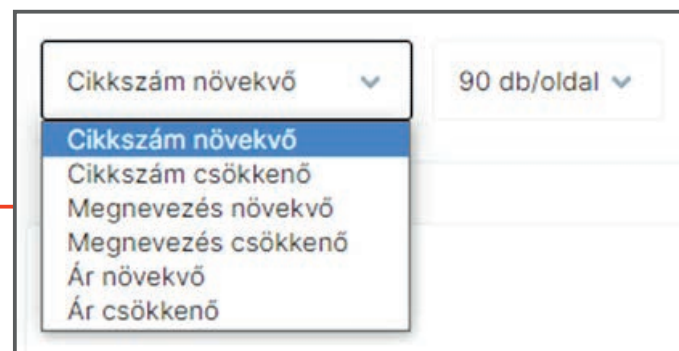 Cikkszám növekvő
90 db/oldal
Cikkszám növekvő
Cikkszám csökkenő
Megnevezés növekvő
Megnevezés csökkenő
Ár növekvő
Ár csökkenő